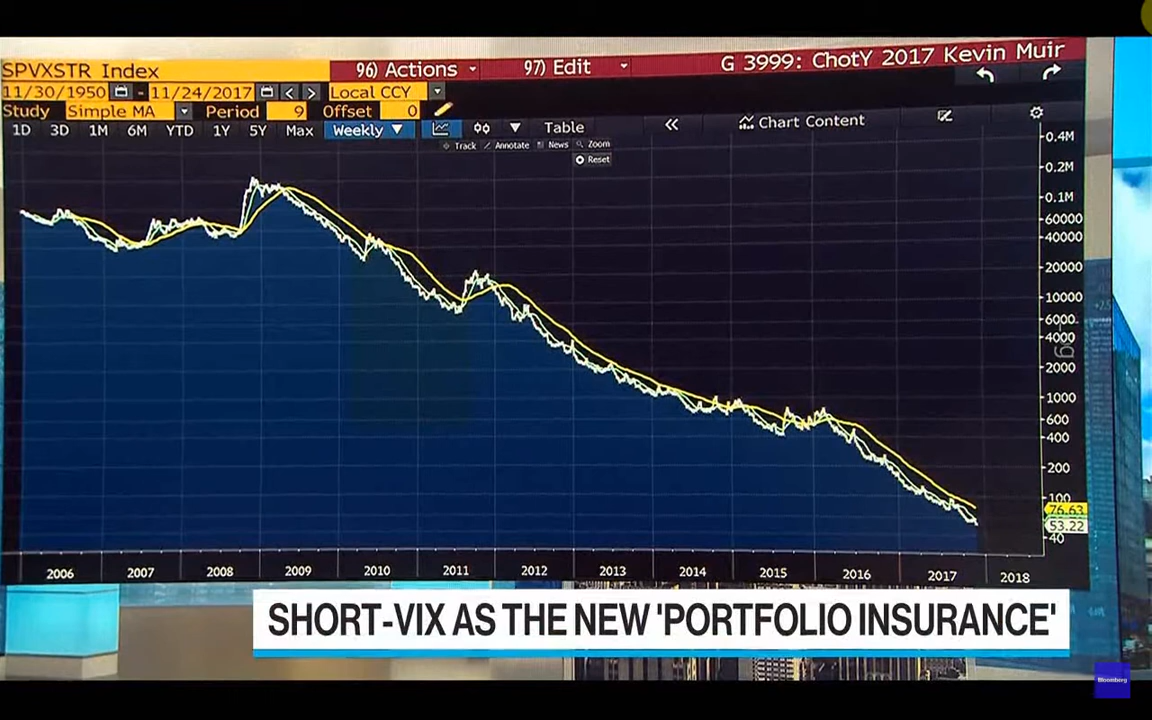 SPVXSTR Index 96) Actions 97) Edit G 3999: ChotY 2017 Kevin Muir
11/30/1950 - 11/24/2017 Local CCY
Study Simple MA Period 9 Offset 0
1D 3D 1M 6M YTD 1Y 5Y Max Weekly Table Chart Content
Track Annotate News Zoom
Reset
0.4M
0.2M
0.1M
60000
40000
20000
10000
6000
4000
2000
1000
600
400
200
100
76.63
53.22
40
2006 2007 2008 2009 2010 2011 2012 2013 2014 2015 2016 2017 2018
SHORT-VIX AS THE NEW 'PORTFOLIO INSURANCE'
Bloomberg